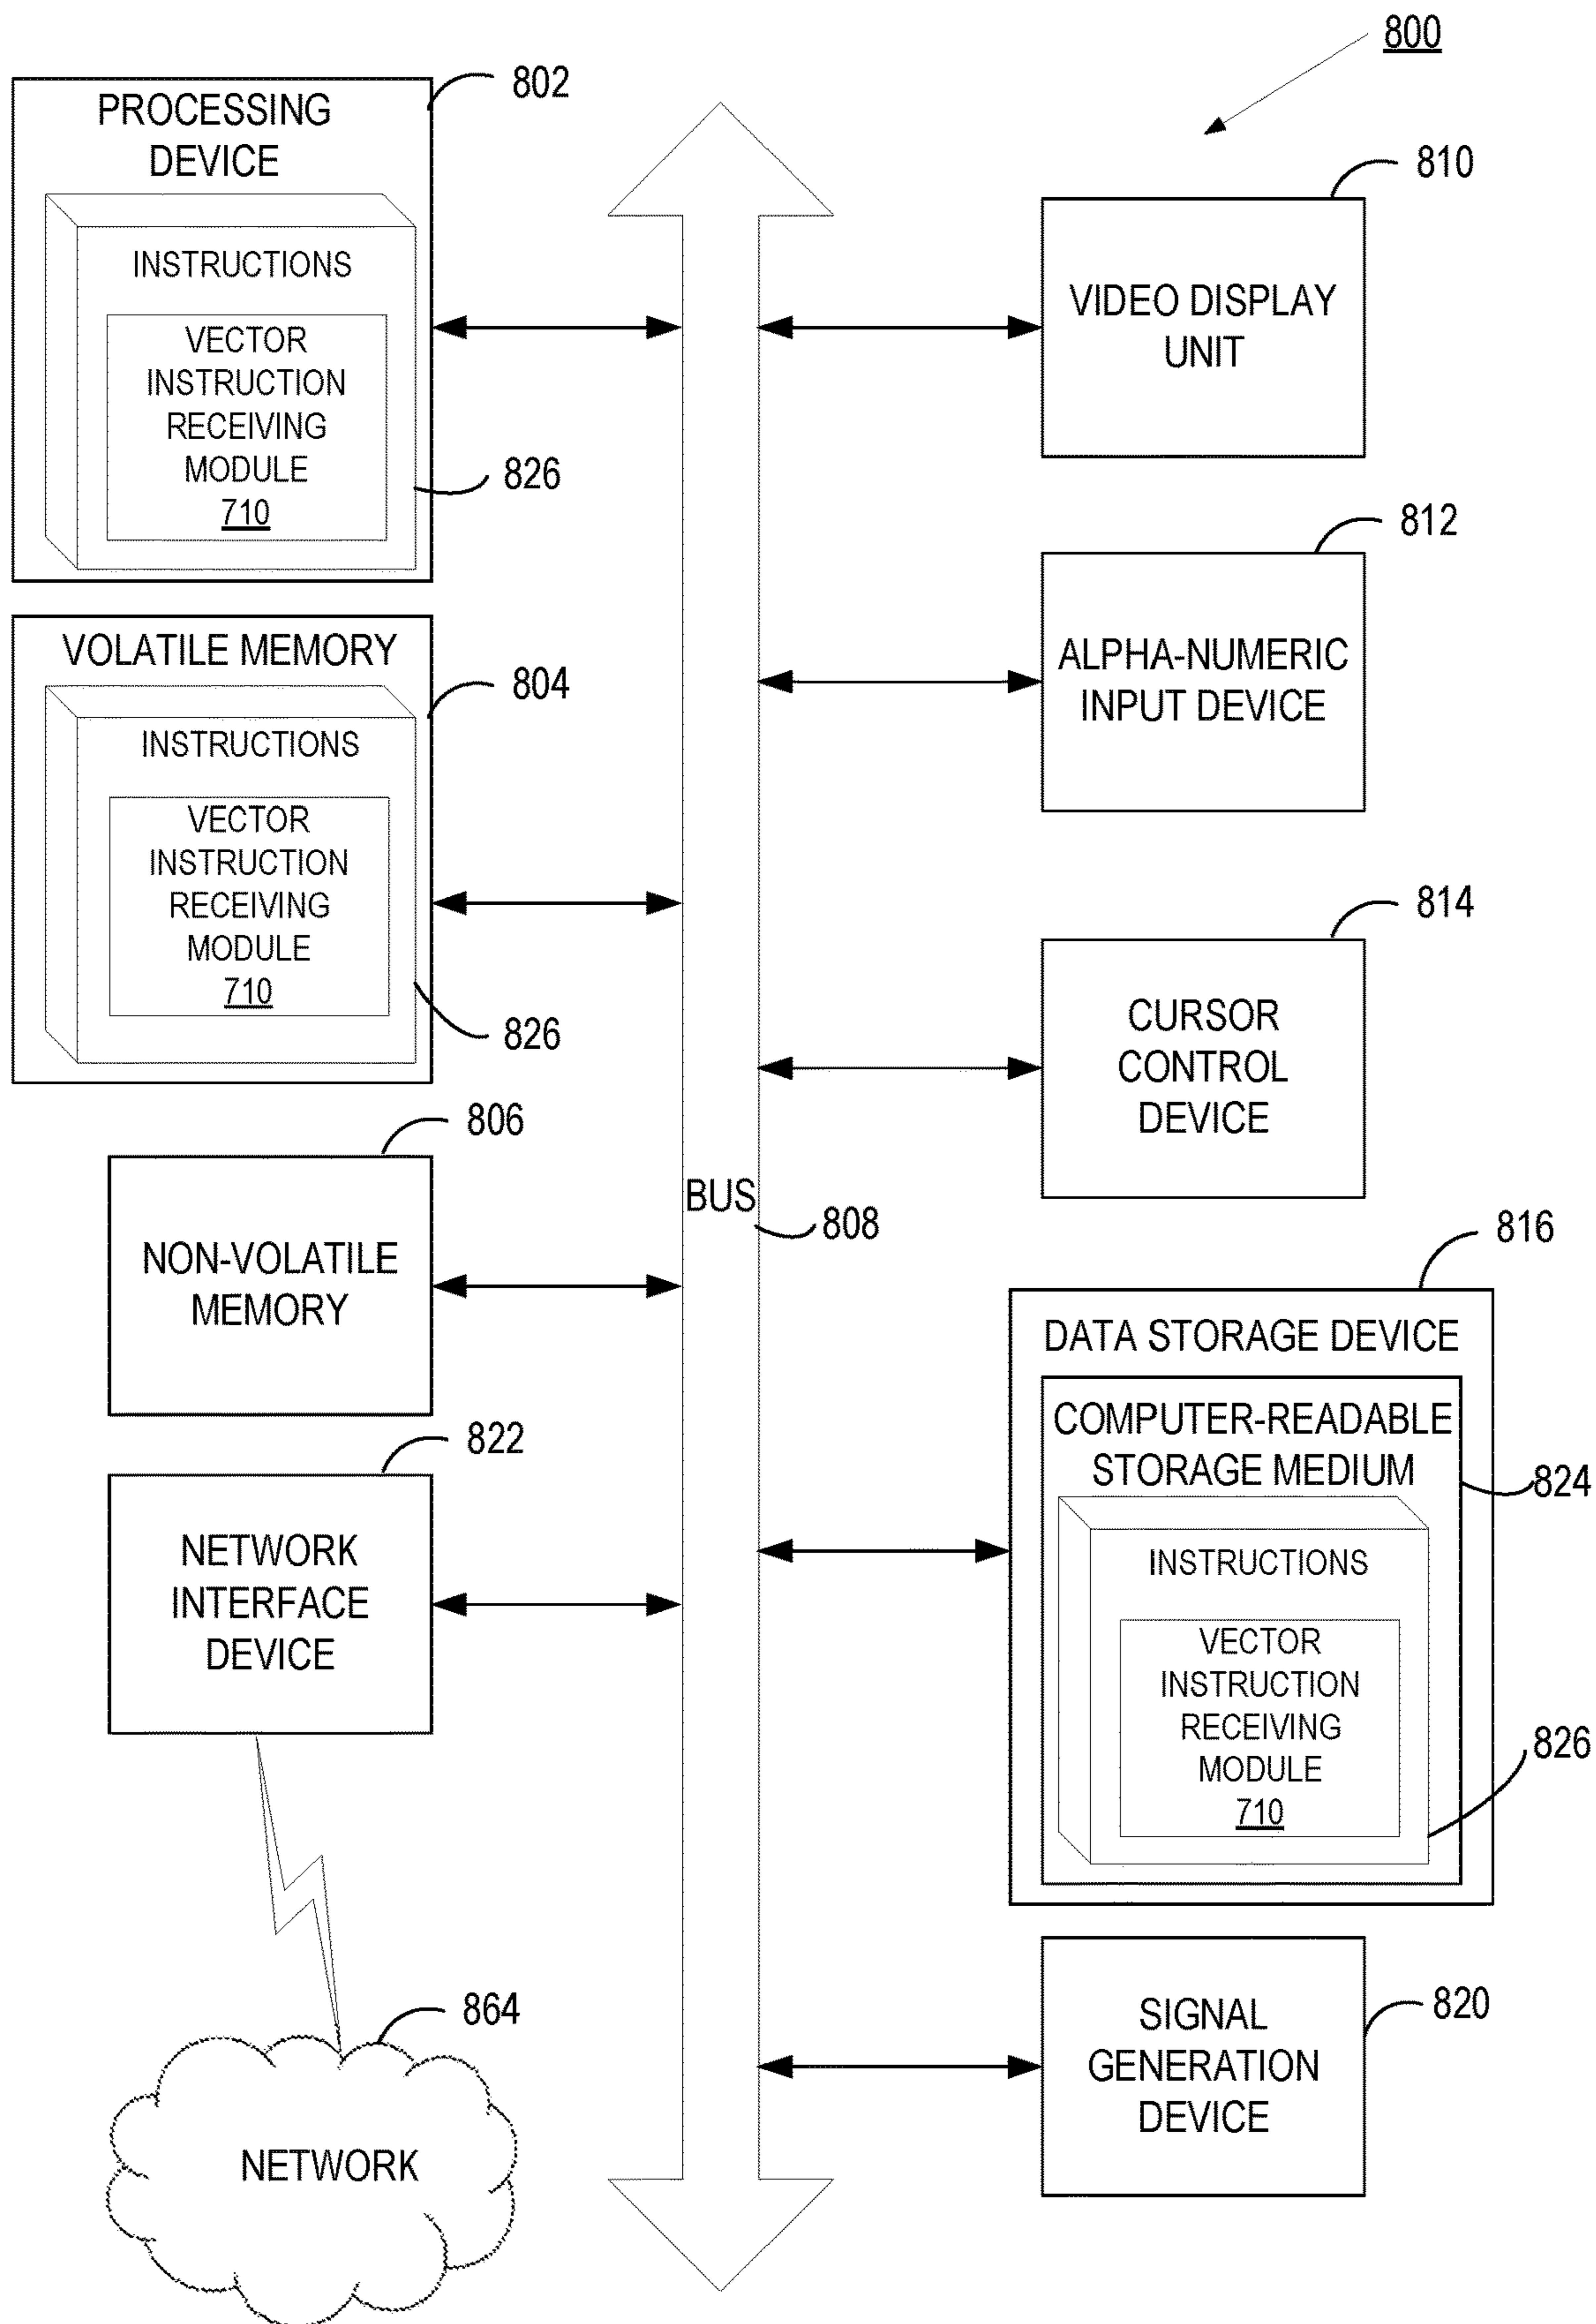 800
802
PROCESSING
DEVICE
INSTRUCTIONS
VECTOR
INSTRUCTION
RECEIVING
MODULE
710
826
VOLATILE MEMORY
804
INSTRUCTIONS
VECTOR
INSTRUCTION
RECEIVING
MODULE
710
826
806
NON-VOLATILE
MEMORY
822
NETWORK
INTERFACE
DEVICE
864
NETWORK
BUS
808
810
VIDEO DISPLAY
UNIT
812
ALPHA-NUMERIC
INPUT DEVICE
814
CURSOR
CONTROL
DEVICE
816
DATA STORAGE DEVICE
COMPUTER-READABLE
STORAGE MEDIUM
824
INSTRUCTIONS
VECTOR
INSTRUCTION
RECEIVING
MODULE
710
826
820
SIGNAL
GENERATION
DEVICE